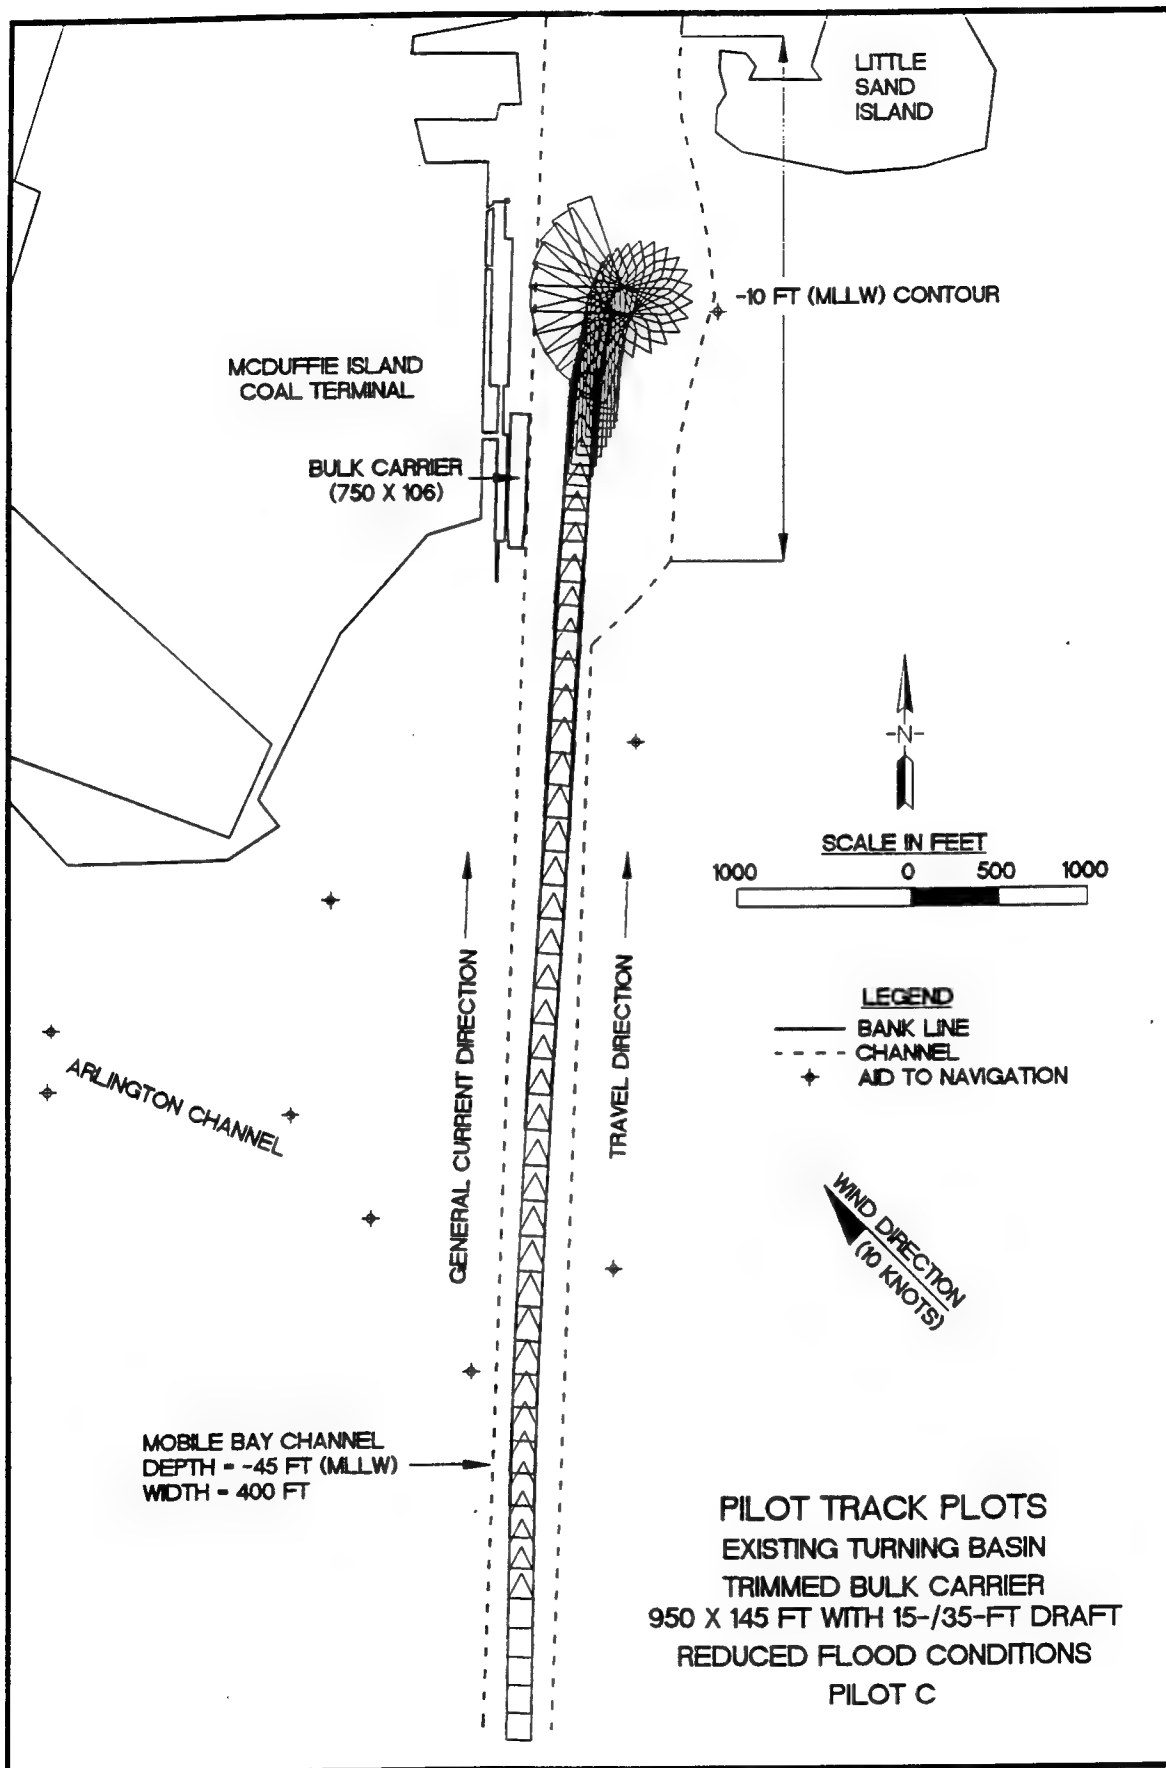 LITTLE
SAND
ISLAND
-10 FT (MLLW) CONTOUR
MCDUFFIE ISLAND
COAL TERMINAL
BULK CARRIER
(750 X 106)
-N-
SCALE IN FEET
1000 0 500 1000
GENERAL CURRENT DIRECTION
TRAVEL DIRECTION
LEGEND
BANK LINE
CHANNEL
AID TO NAVIGATION
ARLINGTON CHANNEL
WIND DIRECTION
(10 KNOTS)
MOBILE BAY CHANNEL
DEPTH = -45 FT (MLLW)
WIDTH = 400 FT
PILOT TRACK PLOTS
EXISTING TURNING BASIN
TRIMMED BULK CARRIER
950 X 145 FT WITH 15-/35-FT DRAFT
REDUCED FLOOD CONDITIONS
PILOT C